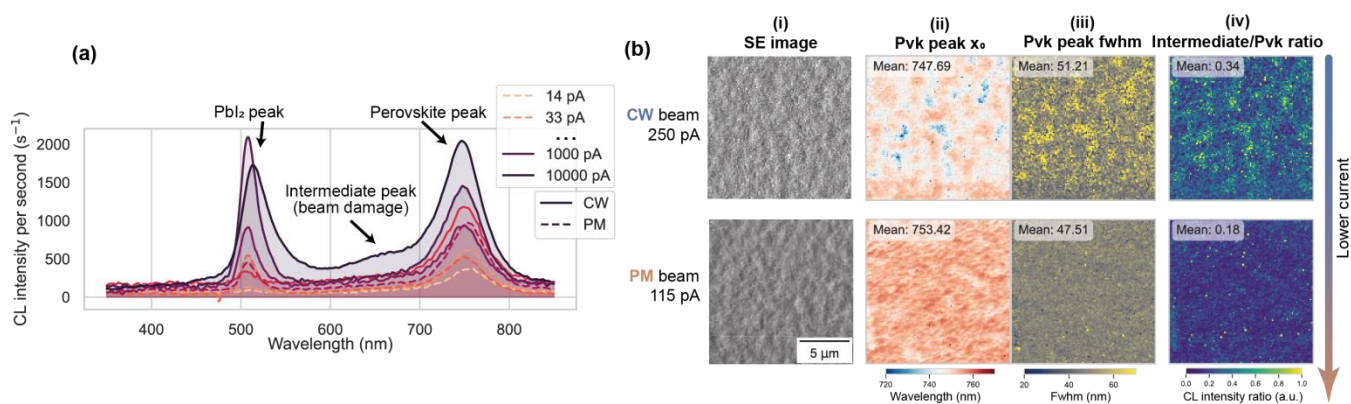 (a)
PbI₂ peak
Perovskite peak
Intermediate peak
(beam damage)
14 pA
33 pA
...
1000 pA
10000 pA
CW
PM
CL intensity per second (s⁻¹)
2000
1500
1000
500
0
400
500
600
700
800
Wavelength (nm)
(b)
(i)
SE image
(ii)
Pvk peak x₀
(iii)
Pvk peak fwhm
(iv)
Intermediate/Pvk ratio
CW beam
250 pA
Mean: 747.69
Mean: 51.21
Mean: 0.34
PM beam
115 pA
Mean: 753.42
Mean: 47.51
Mean: 0.18
5 μm
720
740
760
Wavelength (nm)
20
40
60
Fwhm (nm)
0.0
0.2
0.4
0.6
0.8
1.0
CL intensity ratio (a.u.)
Lower current